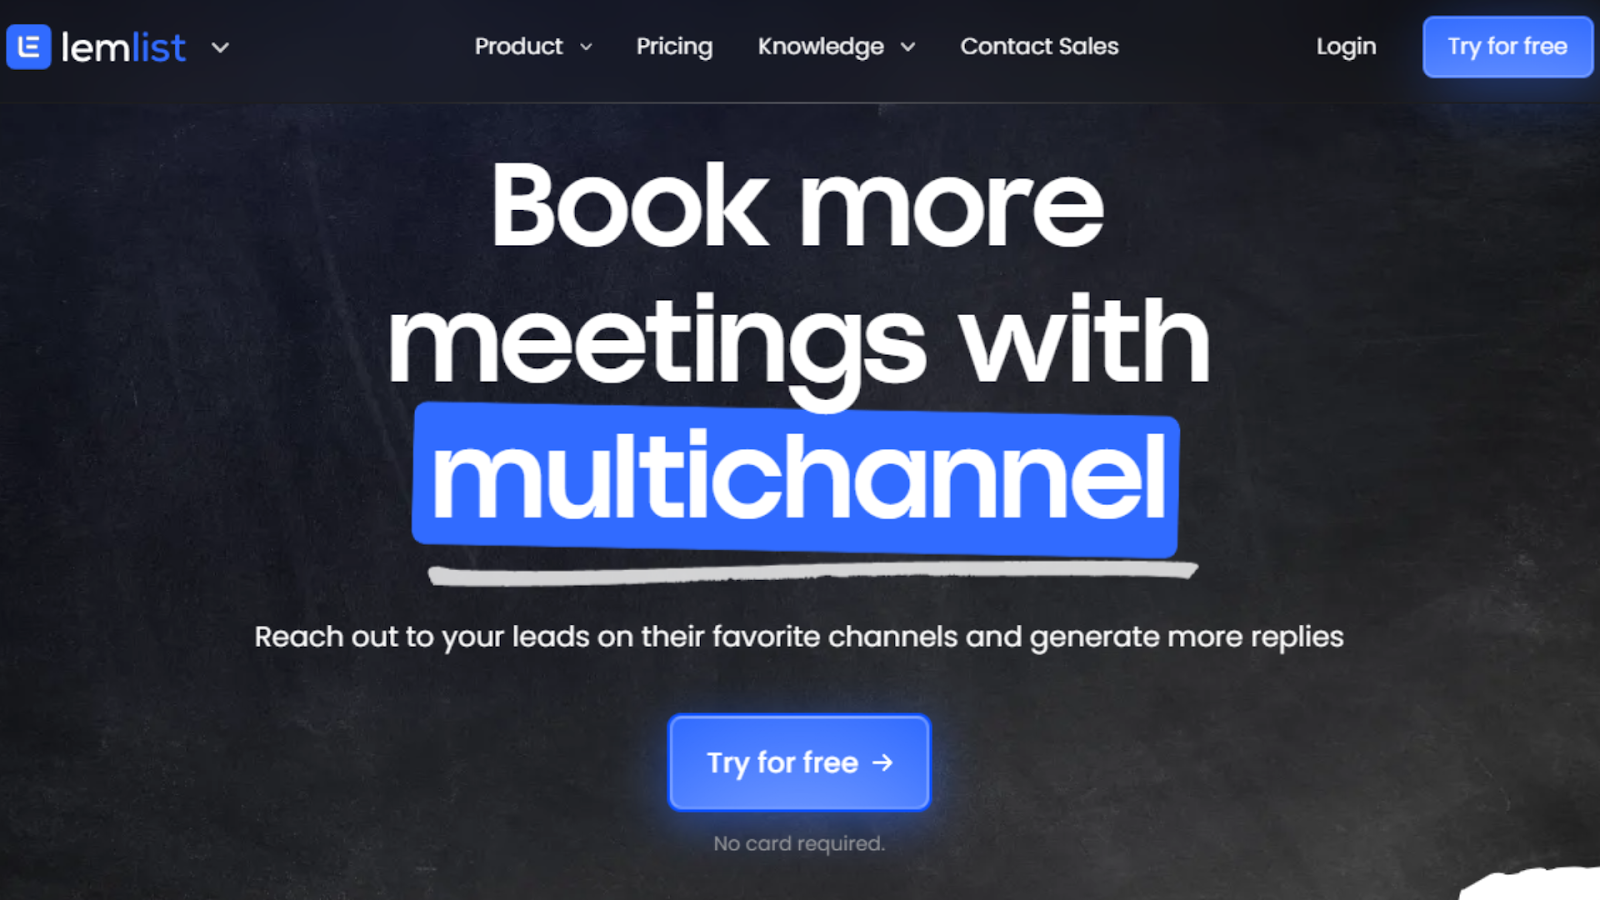 lemlist
Product
Pricing
Knowledge
Contact Sales
Login
Try for free
Book more
meetings with
multichannel
Reach out to your leads on their favorite channels and generate more replies
Try for free →
No card required.